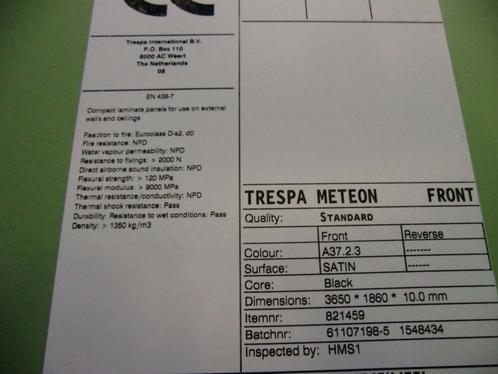 CE
Trespa International B.V.
P.O. Box 110
6000 AC Weert
The Netherlands
08
EN 438-7
Compact laminate panels for use on external
walls and ceilings
Reaction to fire: Euroclass D-s2, d0
Fire resistance: NPD
Water vapour permeability: NPD
Resistance to fixings: > 2000 N
Direct airborne sound insulation: NPD
Flexural strength: > 120 MPa
Flexural modulus: > 9000 MPa
Thermal resistance/conductivity: NPD
Thermal shock resistance: Pass
Durability: Resistance to wet conditions: Pass
Density: > 1350 kg/m3
TRESPA METEON FRONT
Quality: STANDARD
Front Reverse
Colour: A37.2.3 ------
Surface: SATIN ------
Core: Black
Dimensions: 3650 * 1860 * 10.0 mm
Itemnr: 821459
Batchnr: 61107198-5 1548434
Inspected by: HMS1